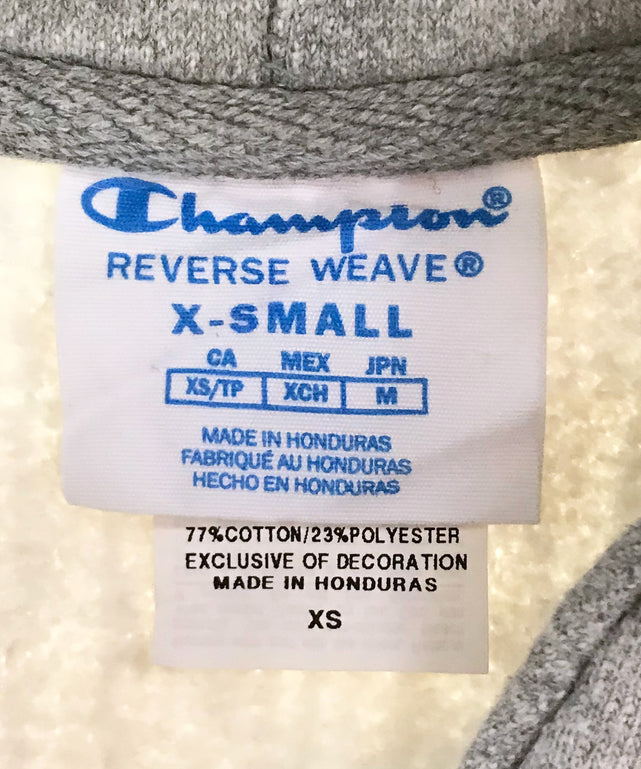 Champion®
REVERSE WEAVE®
X-SMALL
CA MEX JPN
XS/TP XCH M
MADE IN HONDURAS
FABRIQUÉ AU HONDURAS
HECHO EN HONDURAS
77%COTTON/23%POLYESTER
EXCLUSIVE OF DECORATION
MADE IN HONDURAS
XS